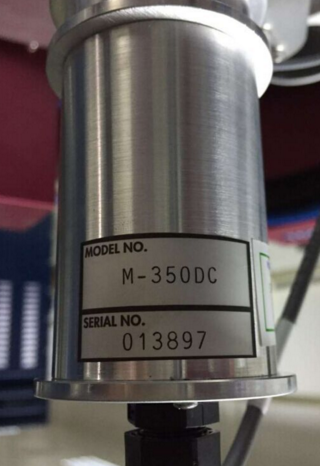 MODEL NO.
M-350DC
SERIAL NO.
013897